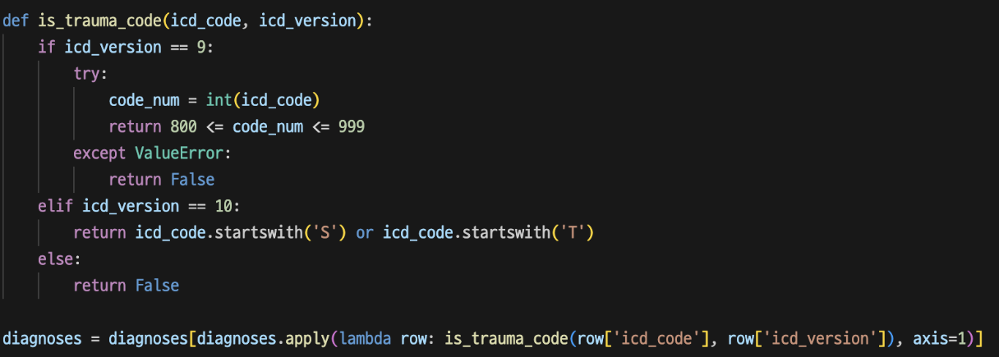 def is_trauma_code(icd_code, icd_version):
    if icd_version == 9:
        try:
            code_num = int(icd_code)
            return 800 <= code_num <= 999
        except ValueError:
            return False
    elif icd_version == 10:
        return icd_code.startswith('S') or icd_code.startswith('T')
    else:
        return False

diagnoses = diagnoses[diagnoses.apply(lambda row: is_trauma_code(row['icd_code'], row['icd_version']), axis=1)]